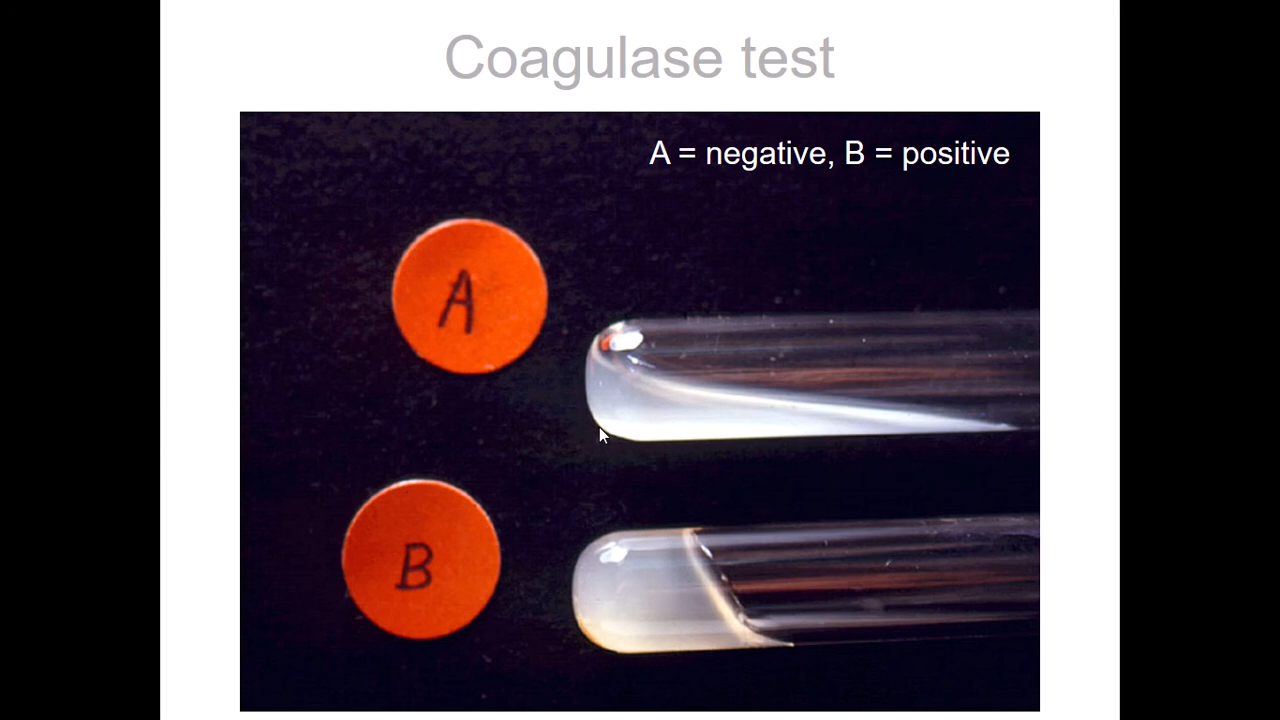 Coagulase test
A = negative, B = positive
A
B